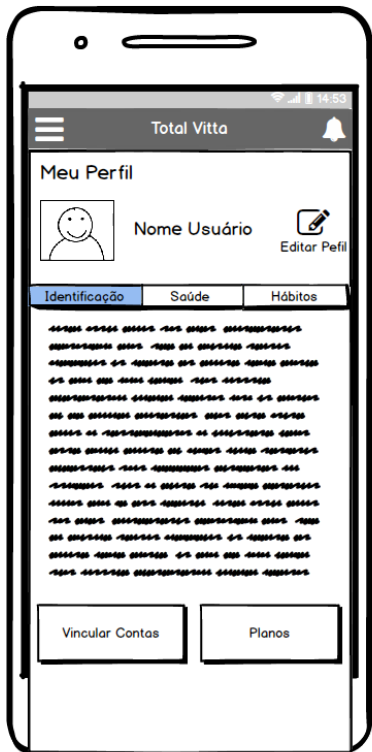 14:53
Total Vitta
Meu Perfil
Nome Usuário
Editar Pefil
Identificação Saúde Hábitos
Vincular Contas Planos